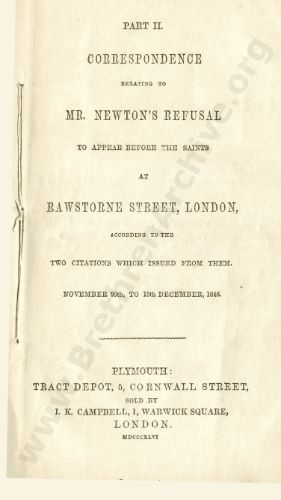 PART II.
CORRESPONDENCE
RELATING TO
MR. NEWTON'S REFUSAL
TO APPEAR BEFORE THE SAINTS
AT
RAWSTORNE STREET, LONDON,
ACCORDING TO THE
TWO CITATIONS WHICH ISSUED FROM THEM.
NOVEMBER 20th, TO 15th DECEMBER, 1846.
PLYMOUTH:
TRACT DEPOT, 5, CORNWALL STREET,
SOLD BY
I. K. CAMPBELL, 1, WARWICK SQUARE,
LONDON.
MDCCCXLVI
www.BrethrenArchive.org